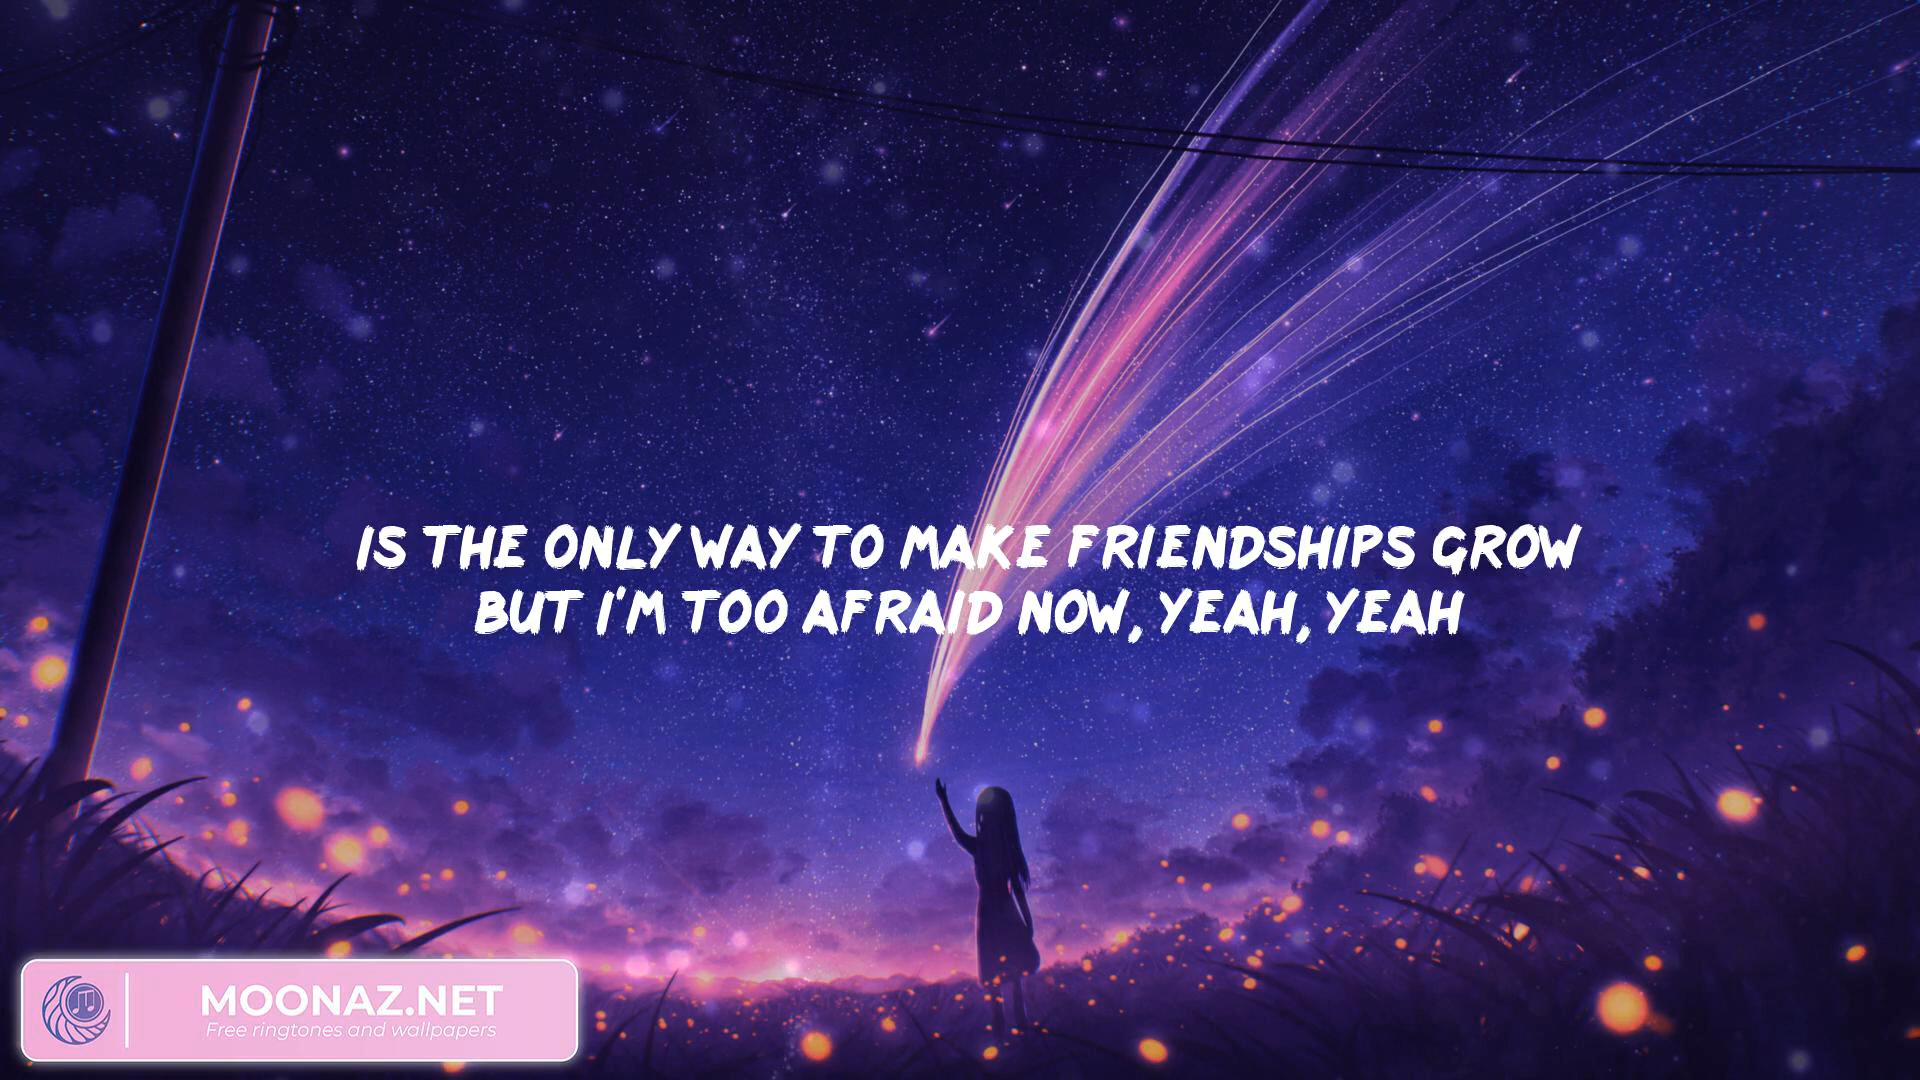 IS THE ONLY WAY TO MAKE FRIENDSHIPS GROW
BUT I'M TOO AFRAID NOW, YEAH, YEAH
MOONAZ.NET
Free ringtones and wallpapers